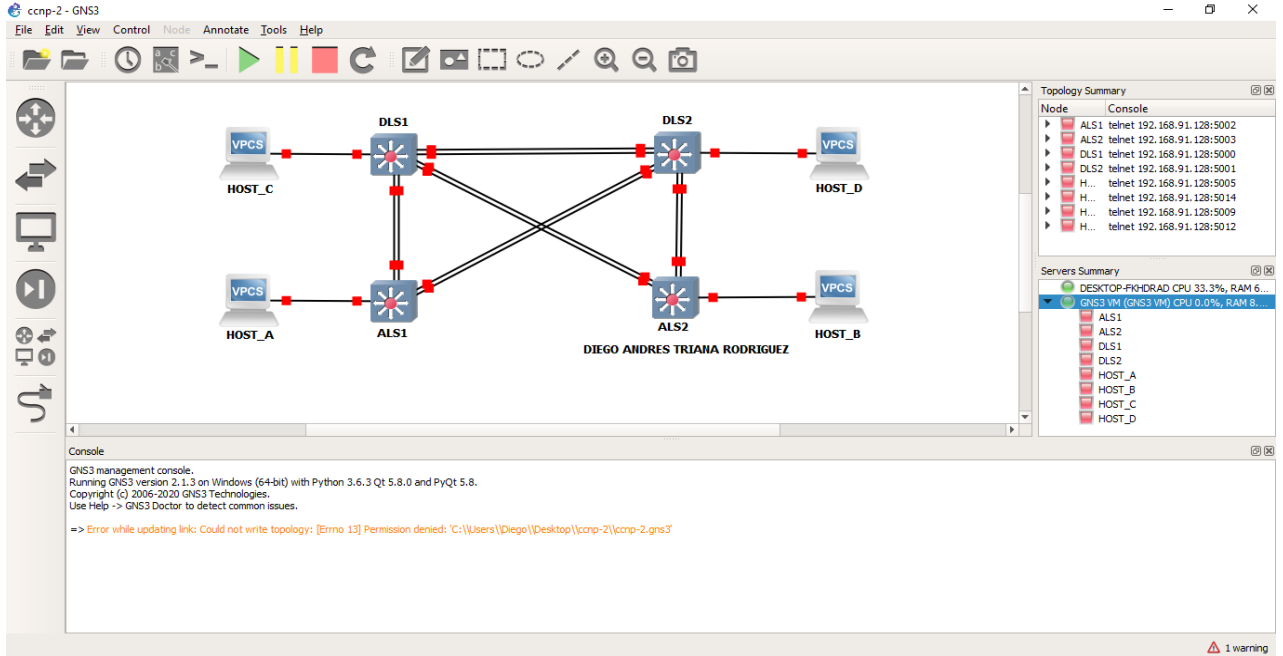 ccnp-2 - GNS3
File Edit View Control Node Annotate Tools Help
DLS1
DLS2
VPCS
VPCS
HOST_C
HOST_D
VPCS
VPCS
HOST_A
ALS1
ALS2
HOST_B
DIEGO ANDRES TRIANA RODRIGUEZ
Topology Summary
Node Console
ALS1 telnet 192.168.91.128:5002
ALS2 telnet 192.168.91.128:5003
DLS1 telnet 192.168.91.128:5000
DLS2 telnet 192.168.91.128:5001
H... telnet 192.168.91.128:5005
H... telnet 192.168.91.128:5014
H... telnet 192.168.91.128:5009
H... telnet 192.168.91.128:5012
Servers Summary
DESKTOP-FKHDRAD CPU 33.3%, RAM 6...
GNS3 VM (GNS3 VM) CPU 0.0%, RAM 8....
ALS1
ALS2
DLS1
DLS2
HOST_A
HOST_B
HOST_C
HOST_D
Console
GNS3 management console.
Running GNS3 version 2.1.3 on Windows (64-bit) with Python 3.6.3 Qt 5.8.0 and PyQt 5.8.
Copyright (c) 2006-2020 GNS3 Technologies.
Use Help -> GNS3 Doctor to detect common issues.
=> Error while updating link: Could not write topology: [Errno 13] Permission denied: 'C:\\Users\\Diego\\Desktop\\ccnp-2\\ccnp-2.gns3'
1 warning